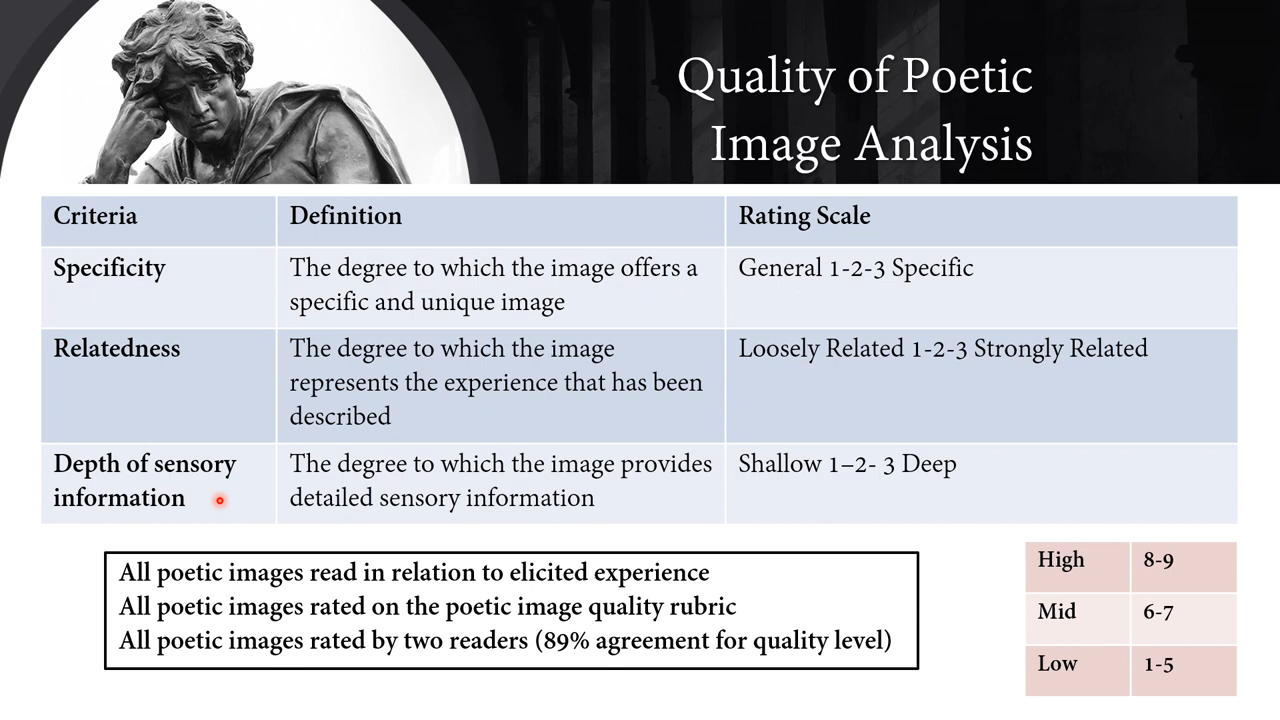 Quality of Poetic
Image Analysis
Criteria
Definition
Rating Scale
Specificity
The degree to which the image offers a
specific and unique image
General 1-2-3 Specific
Relatedness
The degree to which the image
represents the experience that has been
described
Loosely Related 1-2-3 Strongly Related
Depth of sensory
information
The degree to which the image provides
detailed sensory information
Shallow 1–2- 3 Deep
All poetic images read in relation to elicited experience
All poetic images rated on the poetic image quality rubric
All poetic images rated by two readers (89% agreement for quality level)
High 8-9
Mid 6-7
Low 1-5